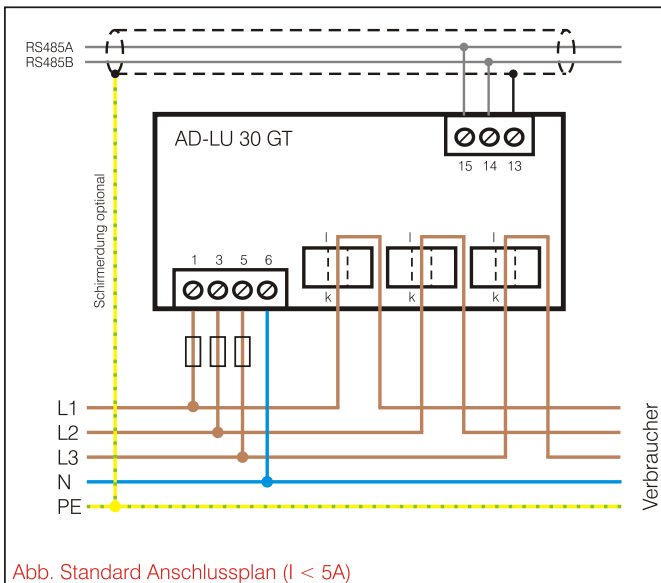 RS485A
RS485B
AD-LU 30 GT
15 14 13
Schirmerdung optional
l l l
1 3 5 6
k k k
L1
L2
L3
N
PE
Verbraucher
Abb. Standard Anschlussplan (I < 5A)